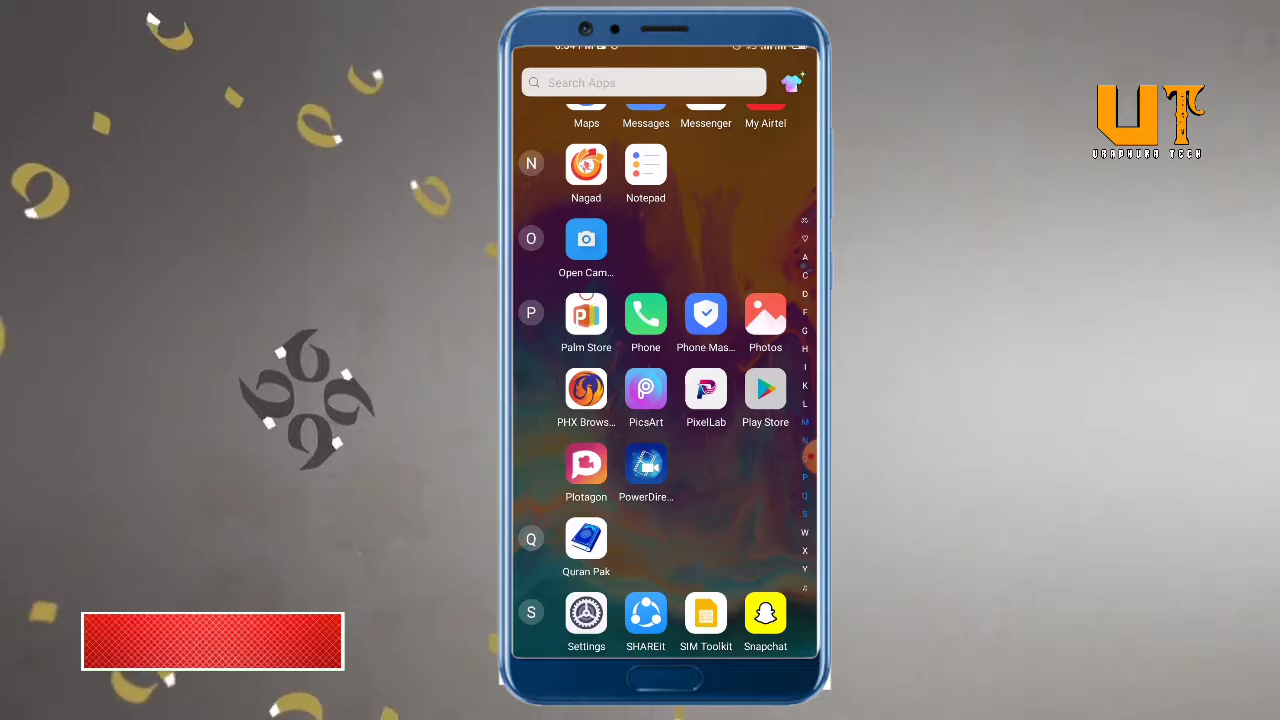 Search Apps
Maps Messages Messenger My Airtel
N
Nagad Notepad
O
Open Cam...
P
Palm Store Phone Phone Mas... Photos
PHX Brows... PicsArt PixelLab Play Store
Plotagon PowerDire...
Q
Quran Pak
S
Settings SHAREit SIM Toolkit Snapchat
A
C
D
F
G
H
I
K
L
M
N
P
Q
S
W
X
Y
UT